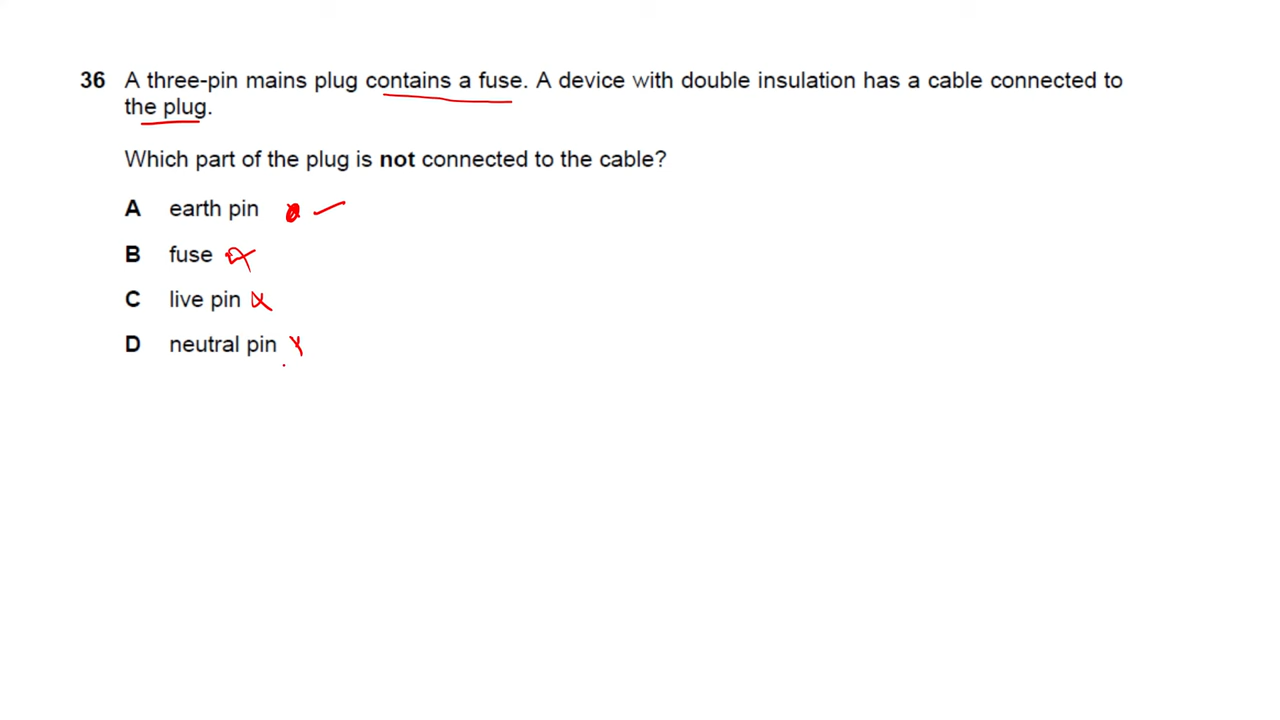 36 A three-pin mains plug contains a fuse. A device with double insulation has a cable connected to
the plug.
Which part of the plug is not connected to the cable?
A earth pin
B fuse
C live pin
D neutral pin